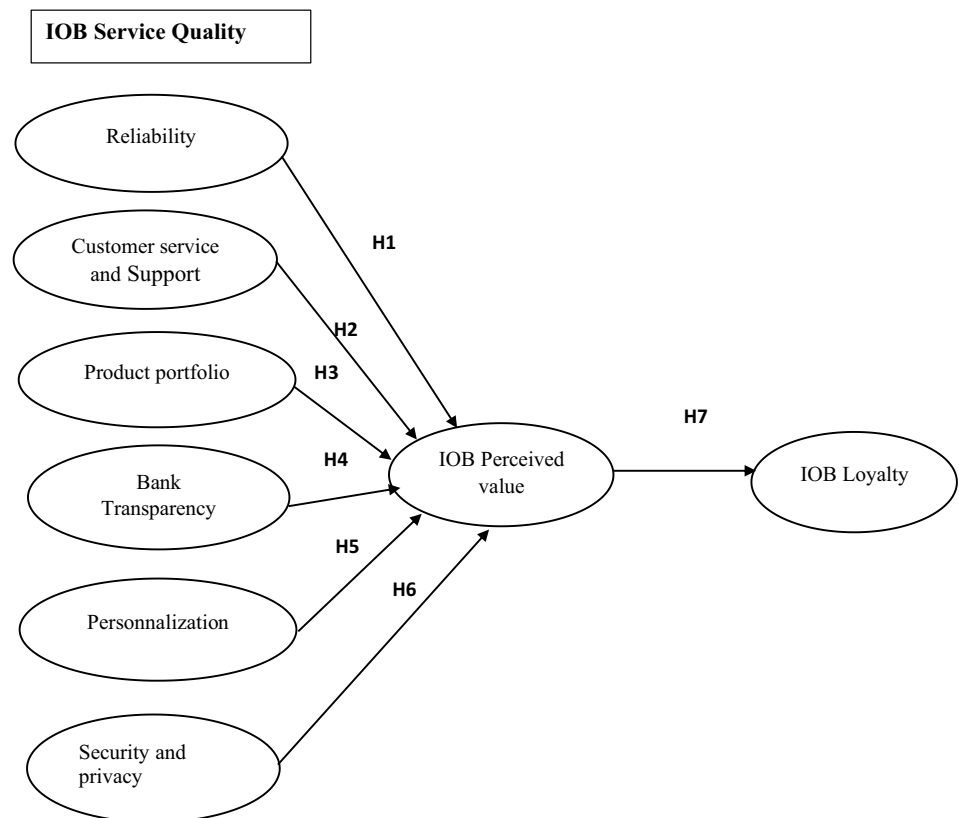 IOB Service Quality
Reliability
H1
Customer service
and Support
H2
Product portfolio
H3
H7
IOB Perceived
value
IOB Loyalty
H4
Bank
Transparency
H5
H6
Personnalization
Security and
privacy